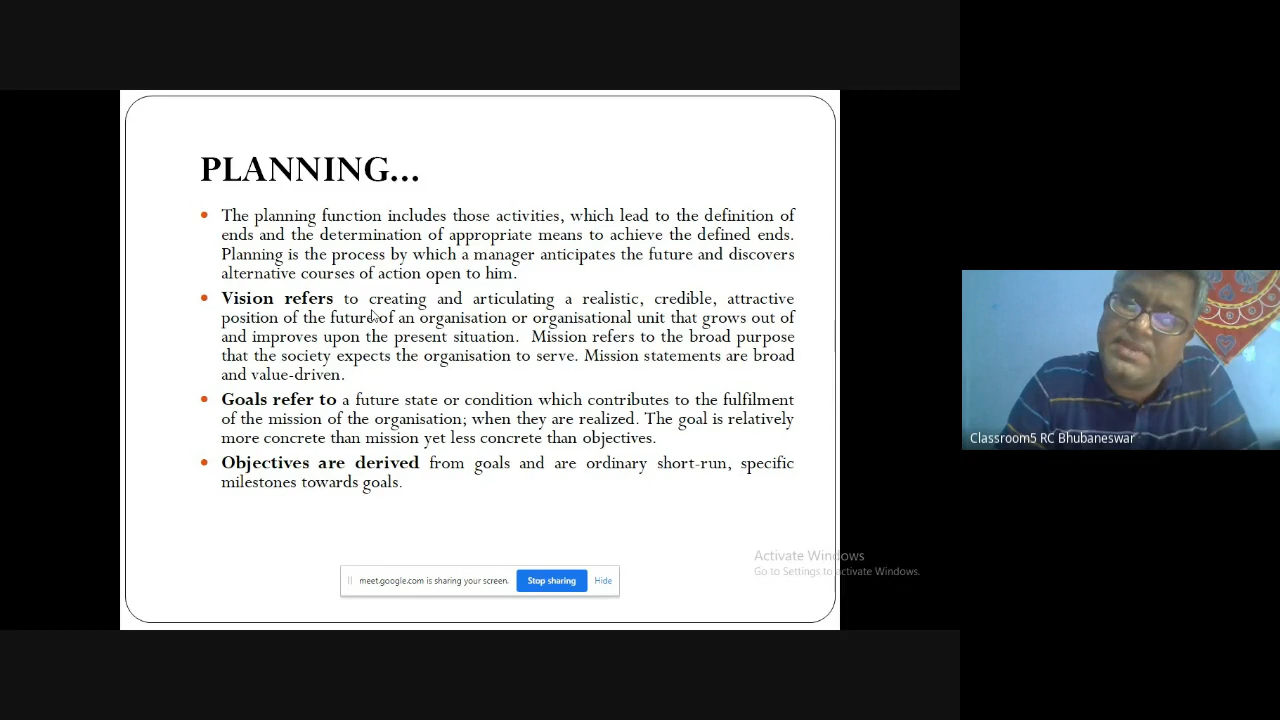 PLANNING...
• The planning function includes those activities, which lead to the definition of
ends and the determination of appropriate means to achieve the defined ends.
Planning is the process by which a manager anticipates the future and discovers
alternative courses of action open to him.
• Vision refers to creating and articulating a realistic, credible, attractive
position of the future of an organisation or organisational unit that grows out of
and improves upon the present situation. Mission refers to the broad purpose
that the society expects the organisation to serve. Mission statements are broad
and value-driven.
• Goals refer to a future state or condition which contributes to the fulfilment
of the mission of the organisation; when they are realized. The goal is relatively
more concrete than mission yet less concrete than objectives.
• Objectives are derived from goals and are ordinary short-run, specific
milestones towards goals.
meet.google.com is sharing your screen. Stop sharing Hide
Activate Windows
Go to Settings to activate Windows.
Classroom5 RC Bhubaneswar